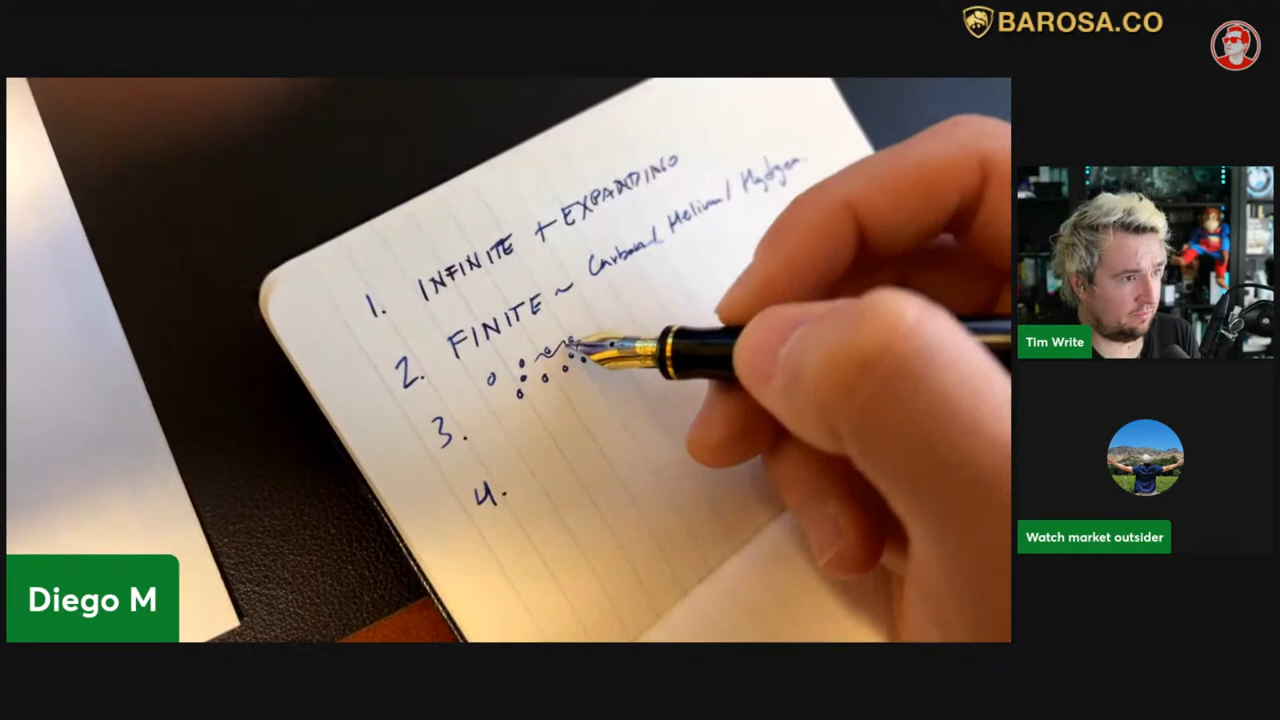 BAROSA.CO
1. INFINITE + EXPANDING
2. FINITE ~ Carbon Helium / Hydrogen
3.
4.
Diego M
Tim Write
Watch market outsider